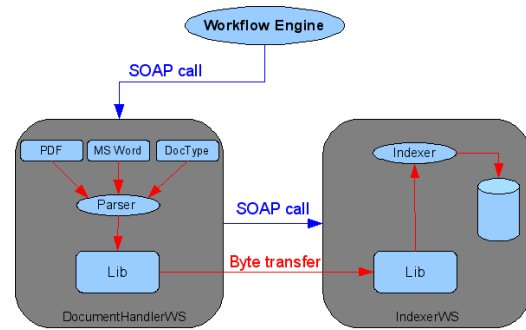 Workflow Engine
SOAP call
PDF
MS Word
DocType
Indexer
Parser
SOAP call
Byte transfer
Lib
Lib
DocumentHandlerWS
IndexerWS